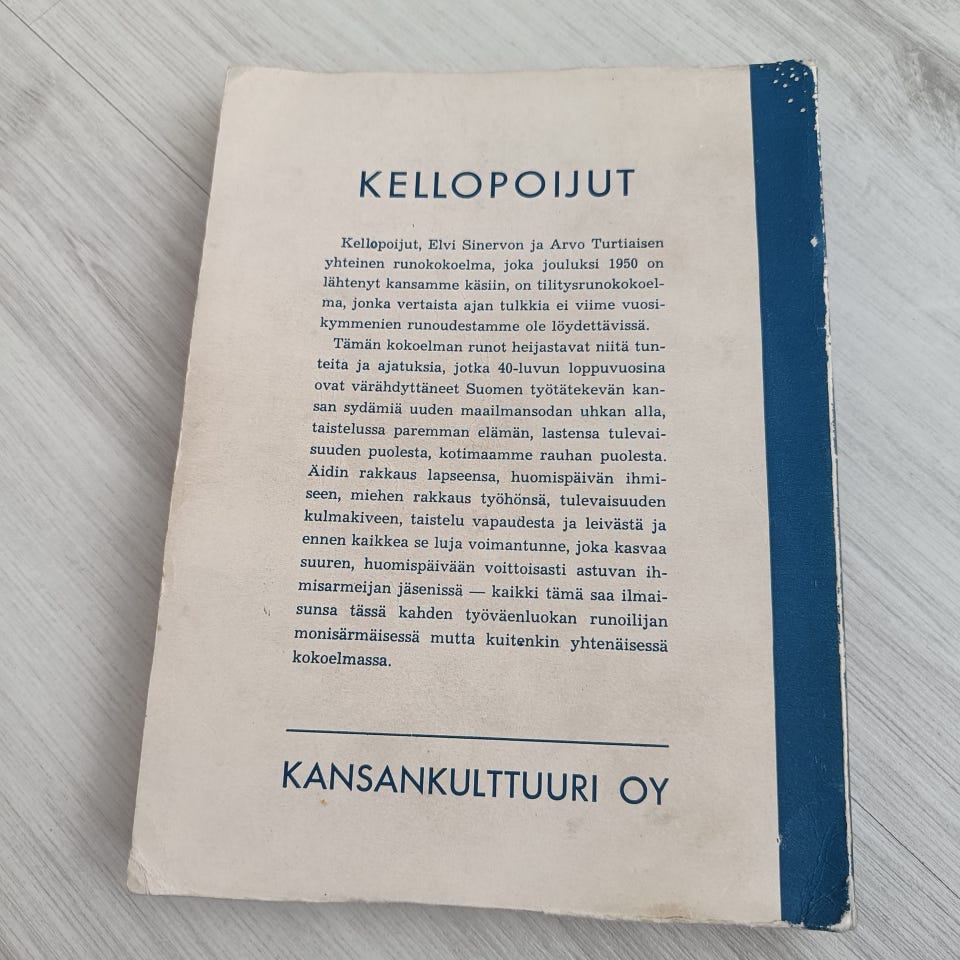 KELLOPOIJUT
Kellopoijut, Elvi Sinervon ja Arvo Turtiaisen
yhteinen runokokoelma, joka jouluksi 1950 on
lähtenyt kansamme käsiin, on tilitysrunokokoel-
ma, jonka vertaista ajan tulkkia ei viime vuosi-
kymmenien runoudestamme ole löydettävissä.
Tämän kokoelman runot heijastavat niitä tun-
teita ja ajatuksia, jotka 40-luvun loppuvuosina
ovat värähdyttäneet Suomen työtätekevän kan-
san sydämiä uuden maailmansodan uhkan alla,
taistelussa paremman elämän, lastensa tulevai-
suuden puolesta, kotimaamme rauhan puolesta.
Äidin rakkaus lapseensa, huomispäivän ihmi-
seen, miehen rakkaus työhönsä, tulevaisuuden
kulmakiveen, taistelu vapaudesta ja leivästä ja
ennen kaikkea se luja voimantunne, joka kasvaa
suuren, huomispäivään voittoisasti astuvan ih-
misarmeijan jäsenissä — kaikki tämä saa ilmai-
sunsa tässä kahden työväenluokan runoilijan
monisärmäisessä mutta kuitenkin yhtenäisessä
kokoelmassa.
KANSANKULTTUURI OY